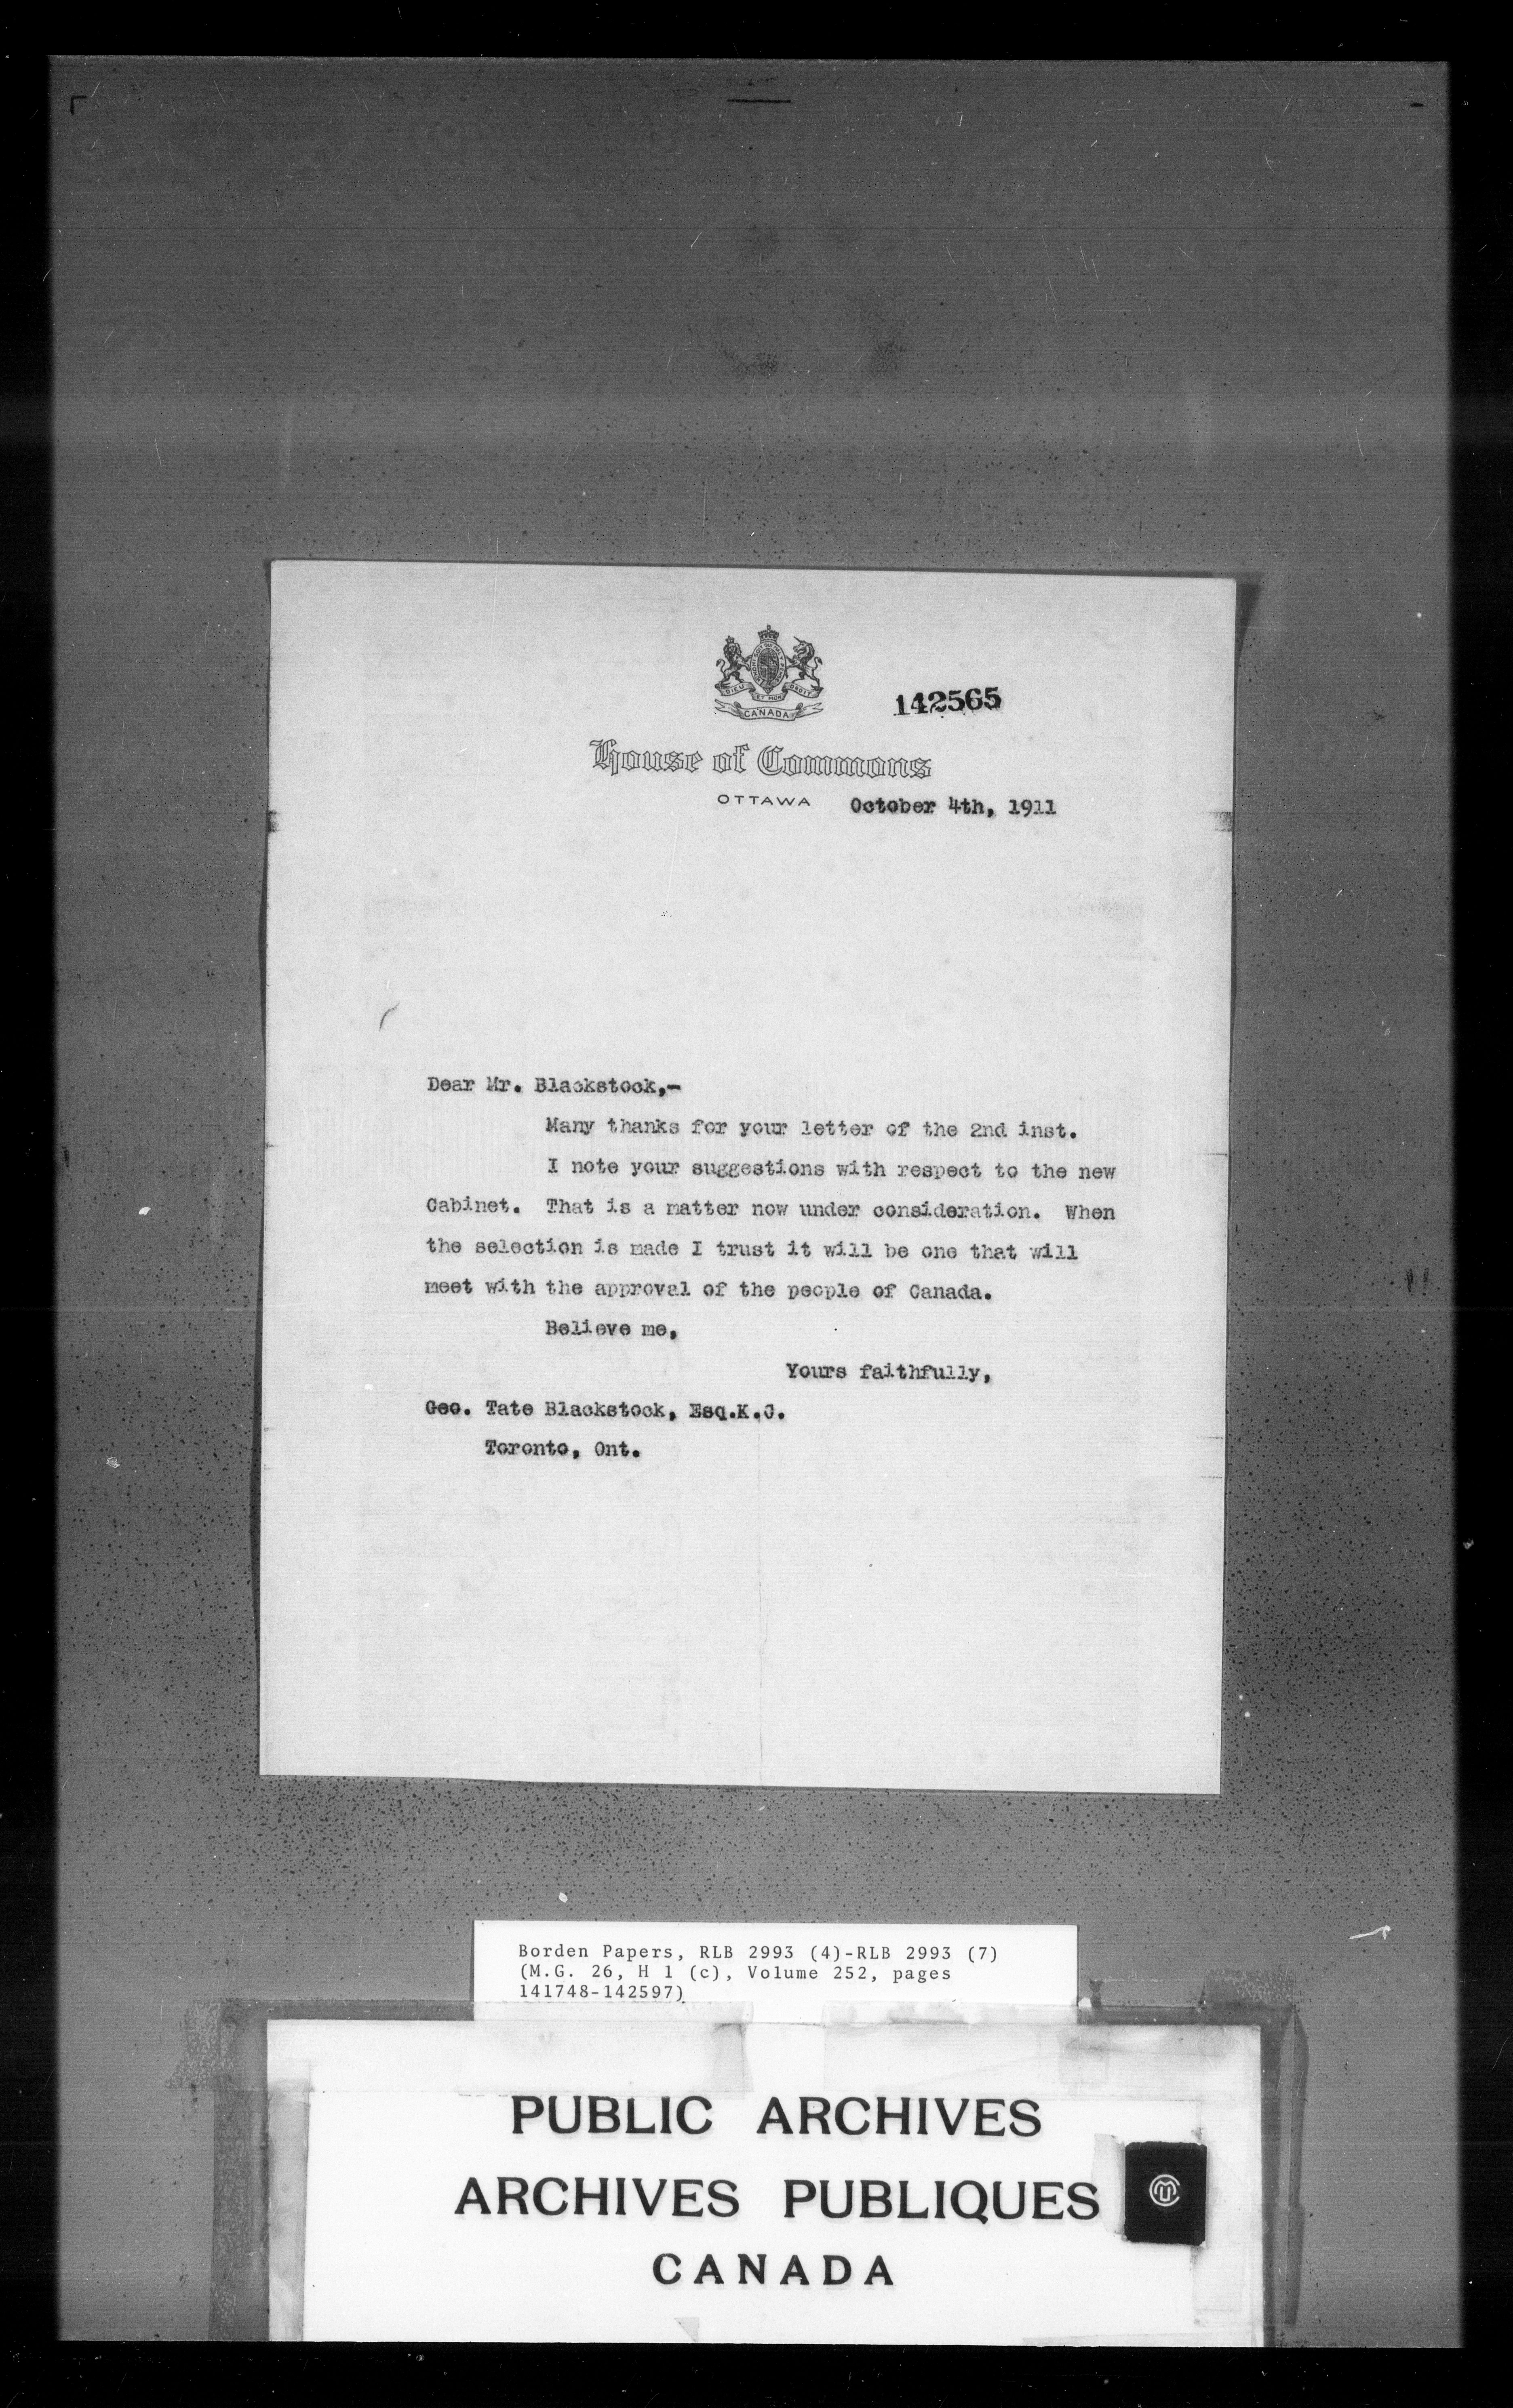 DIEU ET MON DROIT
CANADA
142565
House of Commons
OTTAWA October 4th, 1911
Dear Mr. Blackstock,-
Many thanks for your letter of the 2nd inst.
I note your suggestions with respect to the new
Cabinet. That is a matter now under consideration. When
the selection is made I trust it will be one that will
meet with the approval of the people of Canada.
Believe me,
Yours faithfully,
Geo. Tate Blackstock, Esq.K.C.
Toronto, Ont.
Borden Papers, RLB 2993 (4)-RLB 2993 (7)
(M.G. 26, H 1 (c), Volume 252, pages
141748-142597)
PUBLIC ARCHIVES
ARCHIVES PUBLIQUES
CANADA